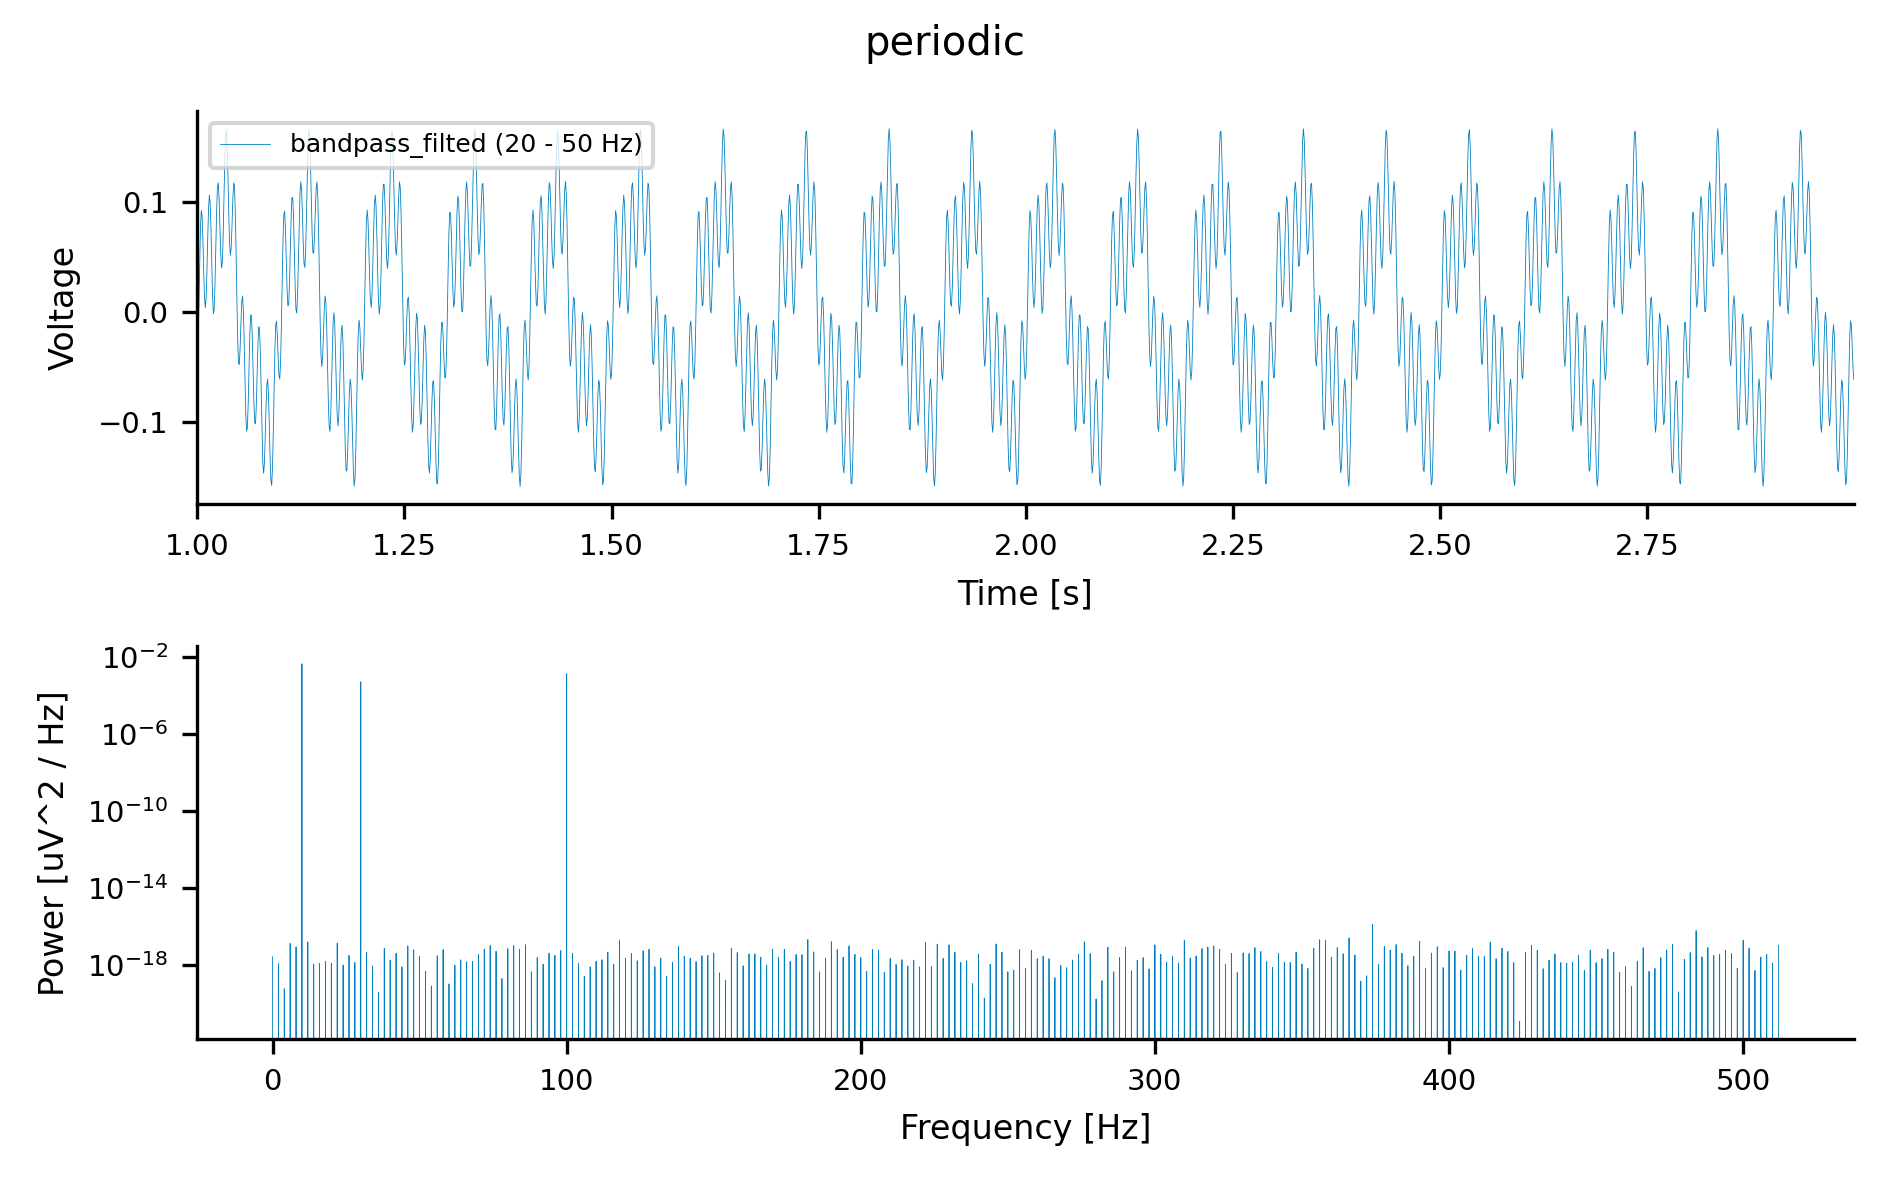 periodic
bandpass_filted (20 - 50 Hz)
0.1
0.0
−0.1
Voltage
1.00 1.25 1.50 1.75 2.00 2.25 2.50 2.75
Time [s]
10⁻²
10⁻⁶
10⁻¹⁰
10⁻¹⁴
10⁻¹⁸
Power [uV^2 / Hz]
0 100 200 300 400 500
Frequency [Hz]